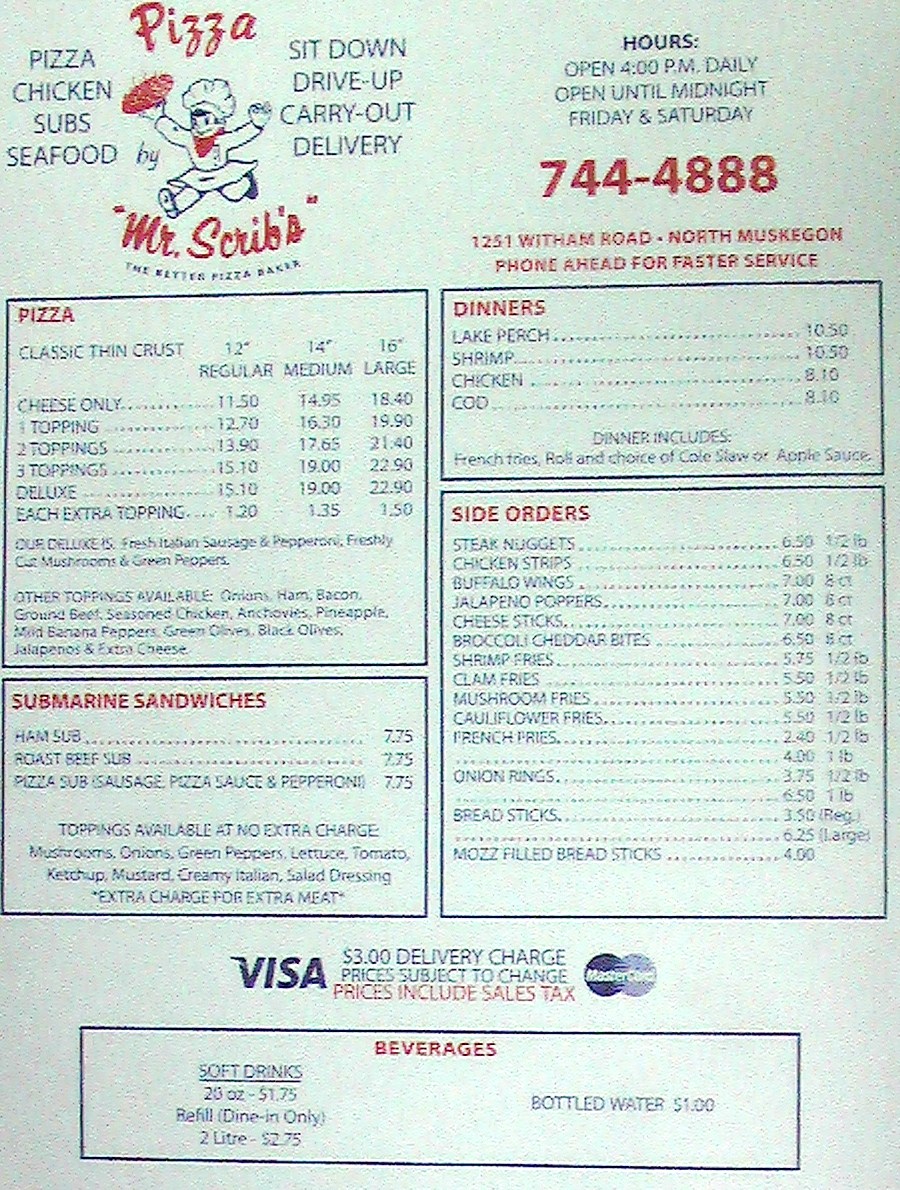 Pizza
PIZZA
CHICKEN
SUBS
SEAFOOD by
SIT DOWN
DRIVE-UP
CARRY-OUT
DELIVERY
"Mr. Scrib's"
THE BETTER PIZZA BAKER
HOURS:
OPEN 4:00 P.M. DAILY
OPEN UNTIL MIDNIGHT
FRIDAY & SATURDAY
744-4888
1251 WITHAM ROAD • NORTH MUSKEGON
PHONE AHEAD FOR FASTER SERVICE
PIZZA
CLASSIC THIN CRUST 12" 14" 16"
REGULAR MEDIUM LARGE
CHEESE ONLY 11.50 14.95 18.40
1 TOPPING 12.70 16.30 19.90
2 TOPPINGS 13.90 17.65 21.40
3 TOPPINGS 15.10 19.00 22.90
DELUXE 15.10 19.00 22.90
EACH EXTRA TOPPING 1.20 1.35 1.50
OUR DELUXE IS: Fresh Italian Sausage & Pepperoni, Freshly
Cut Mushrooms & Green Peppers.
OTHER TOPPINGS AVAILABLE: Onions, Ham, Bacon,
Ground Beef, Seasoned Chicken, Anchovies, Pineapple,
Mild Banana Peppers, Green Olives, Black Olives,
Jalapenos & Extra Cheese.
SUBMARINE SANDWICHES
HAM SUB 7.75
ROAST BEEF SUB 7.75
PIZZA SUB (SAUSAGE, PIZZA SAUCE & PEPPERONI) 7.75
TOPPINGS AVAILABLE AT NO EXTRA CHARGE:
Mushrooms, Onions, Green Peppers, Lettuce, Tomato,
Ketchup, Mustard, Creamy Italian, Salad Dressing
*EXTRA CHARGE FOR EXTRA MEAT*
DINNERS
LAKE PERCH 10.50
SHRIMP 10.50
CHICKEN 8.10
COD 8.10
DINNER INCLUDES:
French fries, Roll and choice of Cole Slaw or Apple Sauce.
SIDE ORDERS
STEAK NUGGETS 6.50 1/2 lb
CHICKEN STRIPS 6.50 1/2 lb
BUFFALO WINGS 7.00 8 ct
JALAPENO POPPERS 7.00 8 ct
CHEESE STICKS 7.00 8 ct
BROCCOLI CHEDDAR BITES 6.50 8 ct
SHRIMP FRIES 5.75 1/2 lb
CLAM FRIES 5.50 1/2 lb
MUSHROOM FRIES 5.50 1/2 lb
CAULIFLOWER FRIES 5.50 1/2 lb
FRENCH FRIES 2.40 1/2 lb
4.00 1 lb
ONION RINGS 3.75 1/2 lb
6.50 1 lb
BREAD STICKS 3.50 (Reg.)
6.25 (Large)
MOZZ FILLED BREAD STICKS 4.00
VISA
$3.00 DELIVERY CHARGE
PRICES SUBJECT TO CHANGE
PRICES INCLUDE SALES TAX
MasterCard
BEVERAGES
SOFT DRINKS
20 oz - $1.75
Refill (Dine-in Only)
2 Litre - $2.75
BOTTLED WATER $1.00